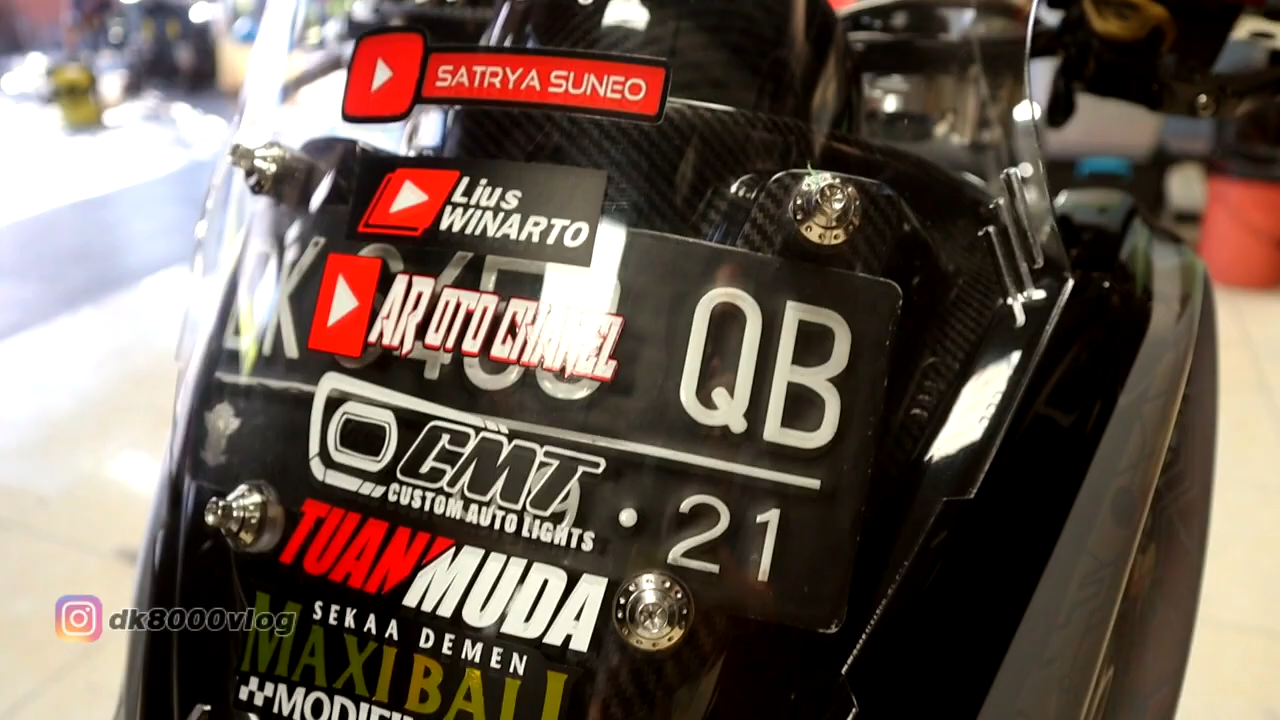 SATRYA SUNEO
Lius
WINARTO
DK QB
AR OTO CHANNEL
CMT
CUSTOM AUTO LIGHTS
• 21
TUAN MUDA
SEKAA DEMEN
MAXI BALI
dk8000vlog